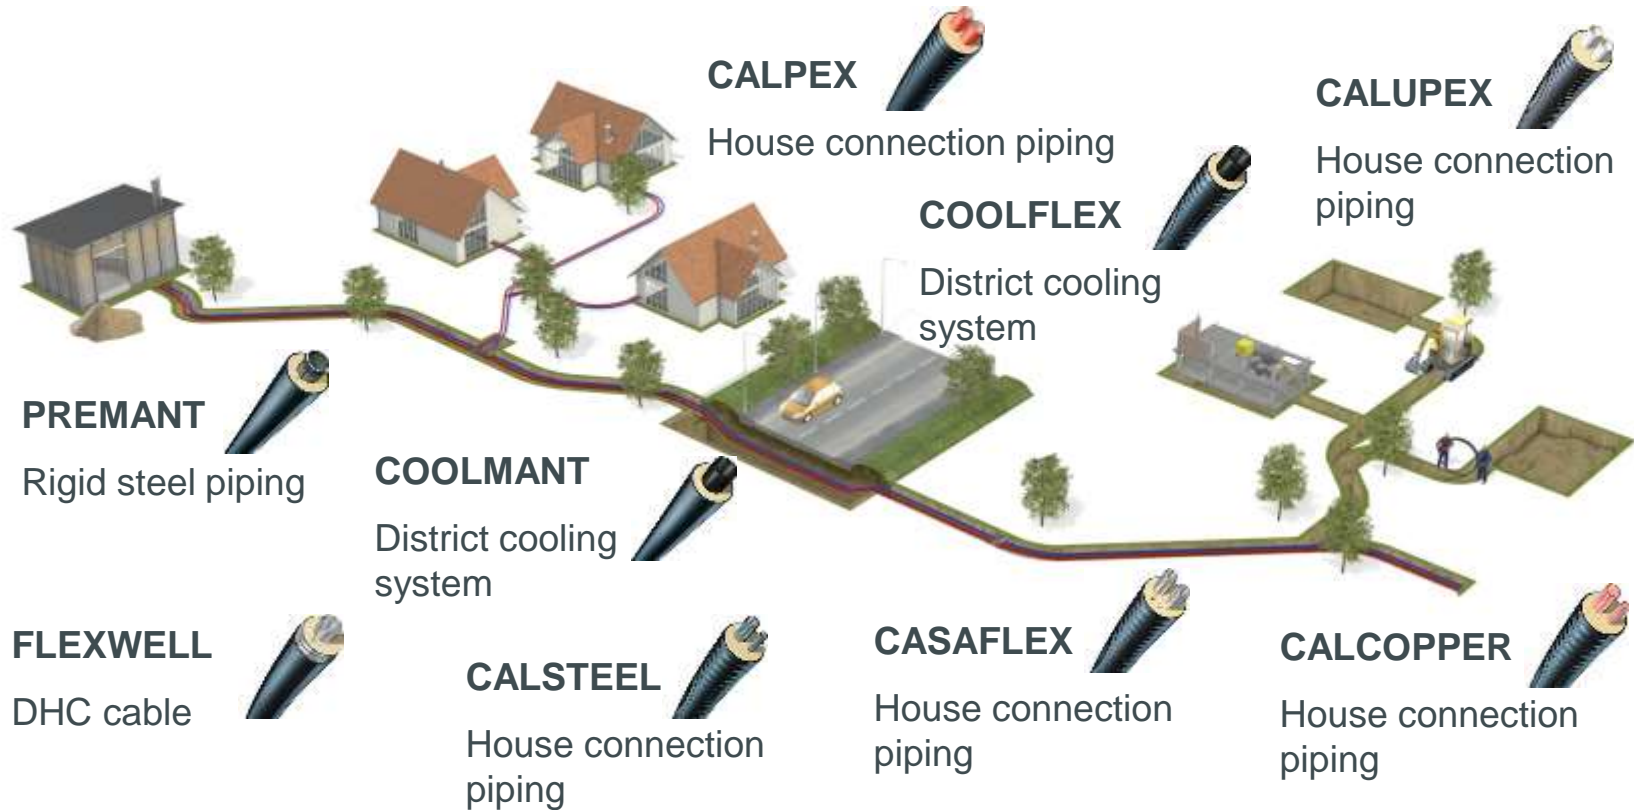 CALPEX
House connection piping
CALUPEX
House connection
piping
COOLFLEX
District cooling
system
PREMANT
Rigid steel piping
COOLMANT
District cooling
system
FLEXWELL
DHC cable
CALSTEEL
House connection
piping
CASAFLEX
House connection
piping
CALCOPPER
House connection
piping